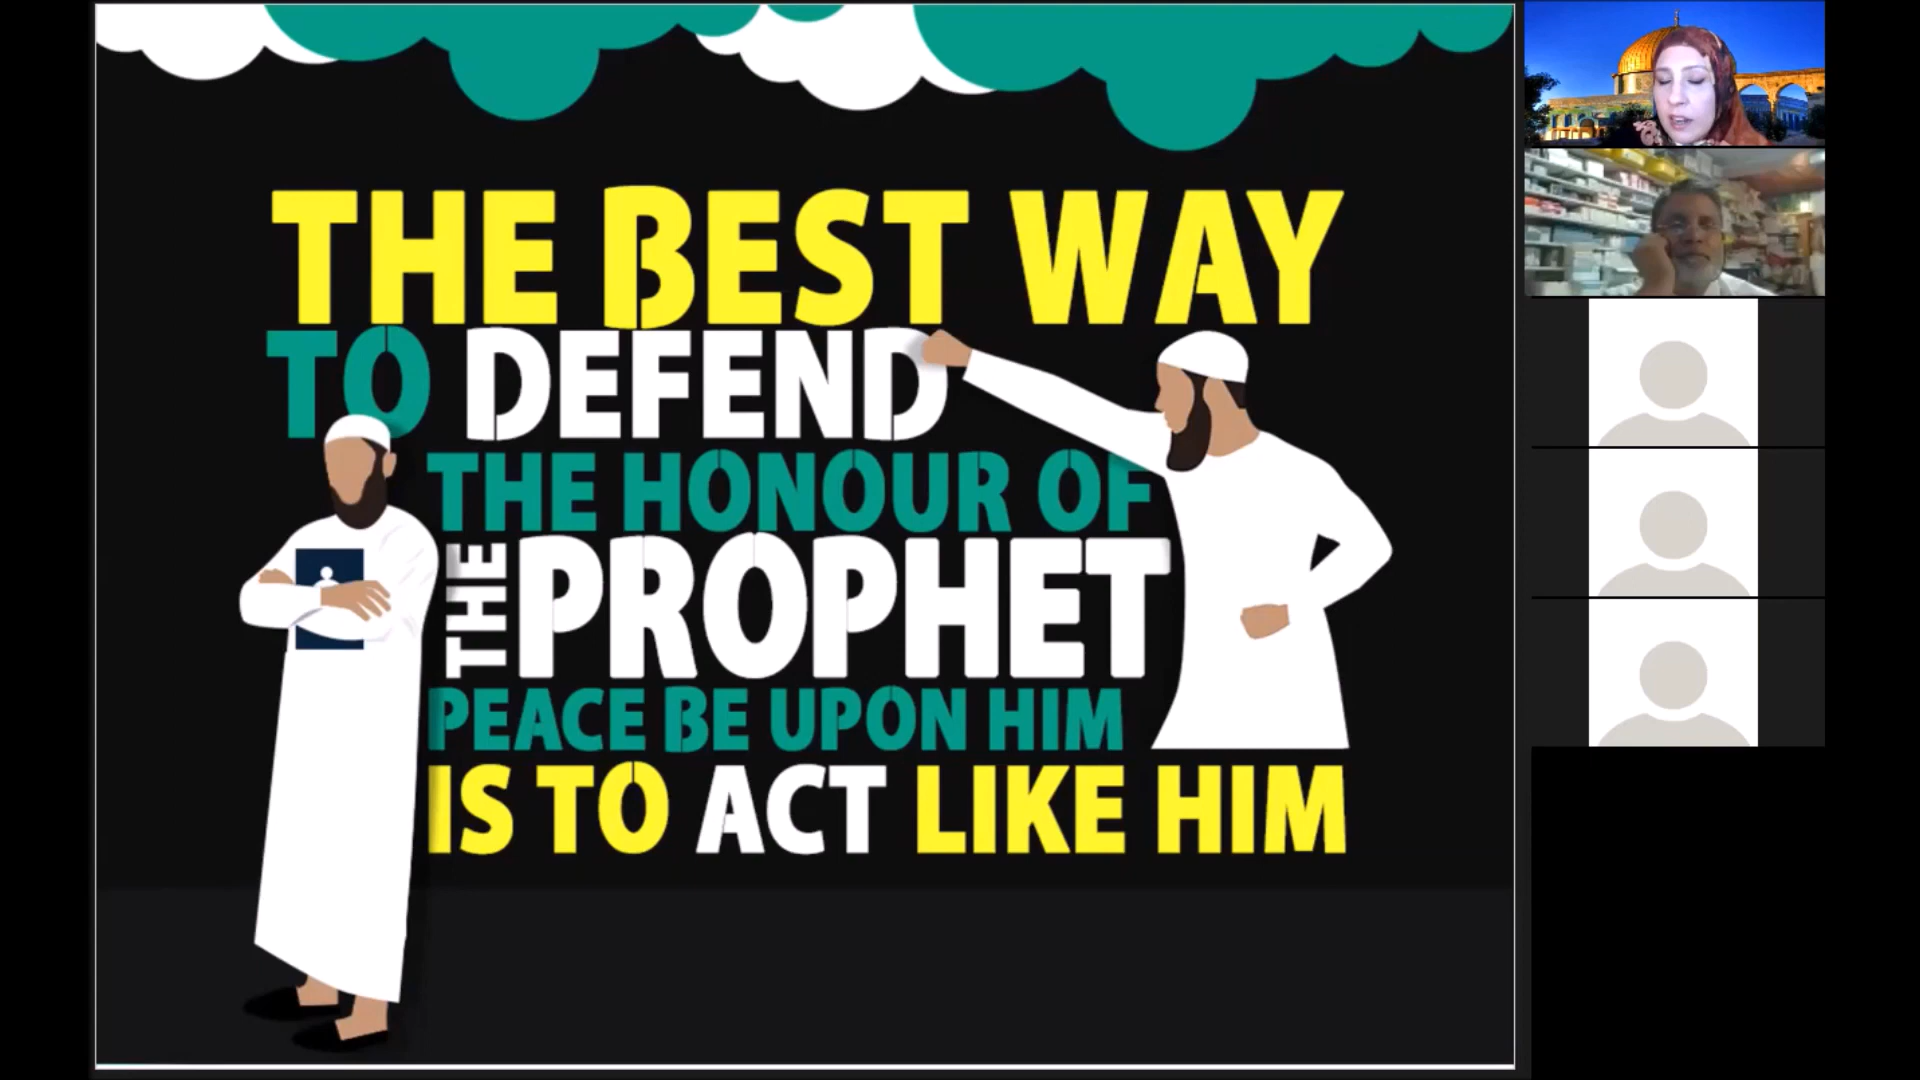 THE BEST WAY
TO DEFEND
THE HONOUR OF
THE PROPHET
PEACE BE UPON HIM
IS TO ACT LIKE HIM